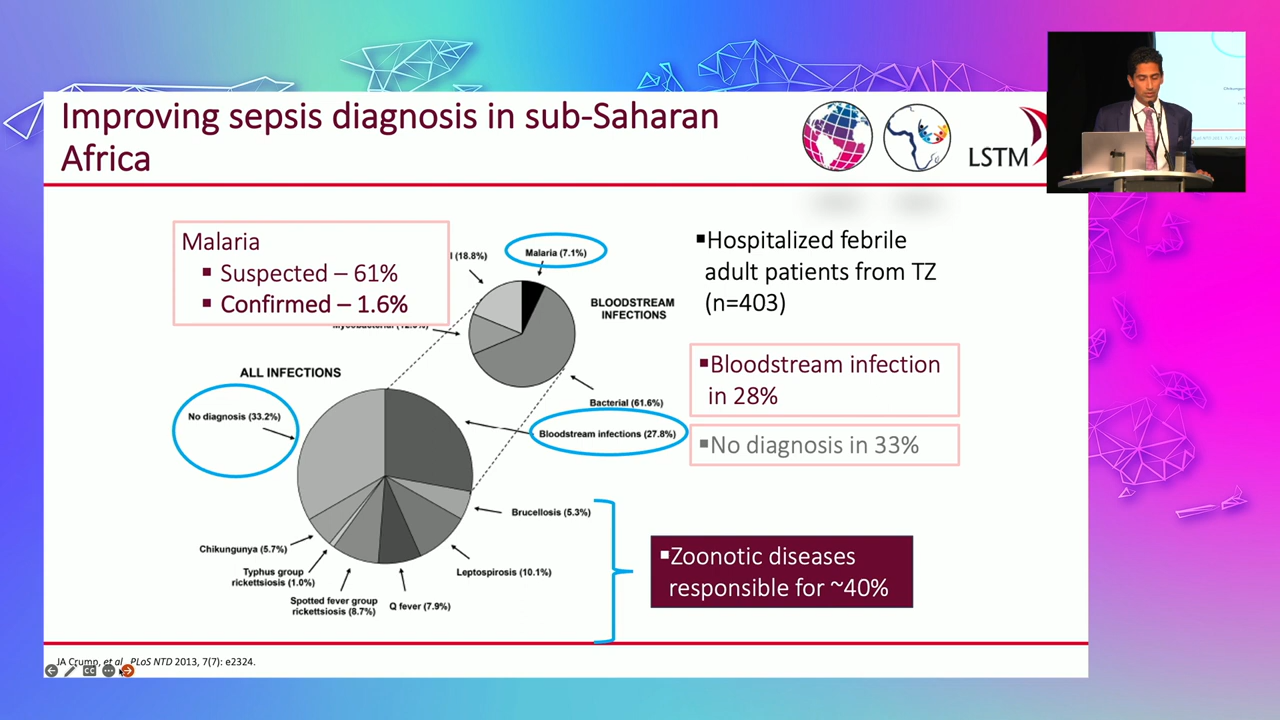 Improving sepsis diagnosis in sub-Saharan
Africa
LSTM
Malaria
▪ Suspected – 61%
▪ Confirmed – 1.6%
l (18.8%)
Malaria (7.1%)
BLOODSTREAM
INFECTIONS
Bacterial (61.6%)
ALL INFECTIONS
No diagnosis (33.2%)
Bloodstream infections (27.8%)
Brucellosis (5.3%)
Leptospirosis (10.1%)
Q fever (7.9%)
Spotted fever group
rickettsiosis (8.7%)
Typhus group
rickettsiosis (1.0%)
Chikungunya (5.7%)
▪Hospitalized febrile
adult patients from TZ
(n=403)
▪Bloodstream infection
in 28%
▪No diagnosis in 33%
▪Zoonotic diseases
responsible for ~40%
JA Crump, et al PLoS NTD 2013, 7(7): e2324.
CC